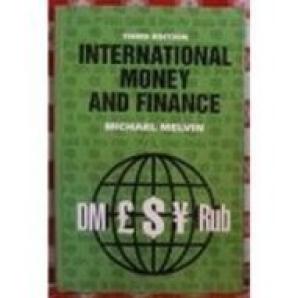 THIRD EDITION
INTERNATIONAL
MONEY
AND FINANCE
MICHAEL MELVIN
DM £ $ ¥ Rub